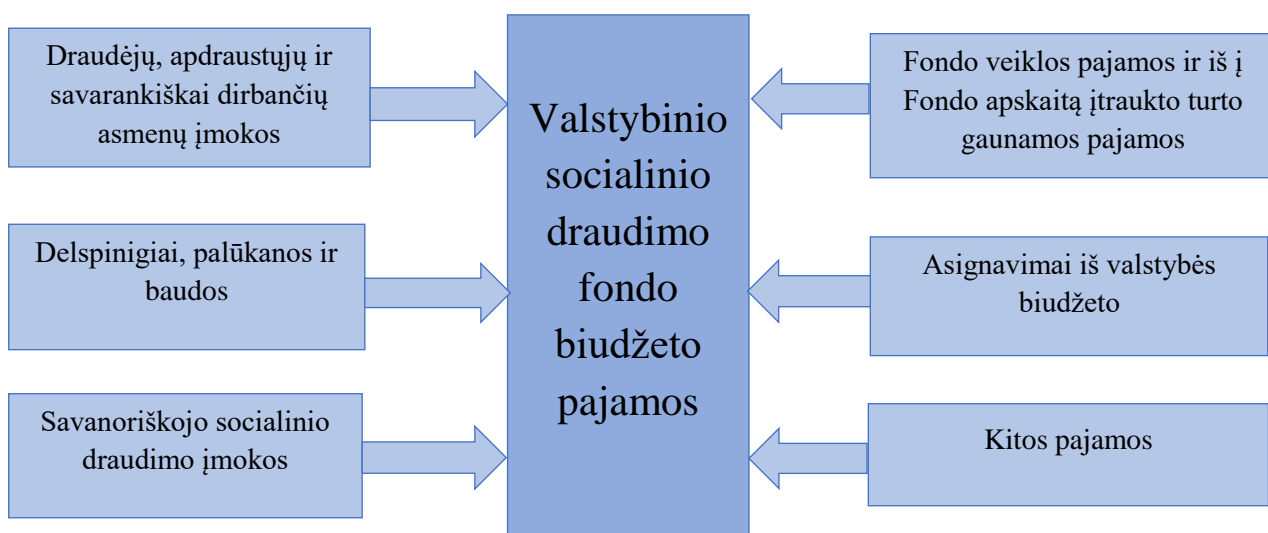 Draudėjų, apdraustųjų ir
savarankiškai dirbančių
asmenų įmokos
Delspinigiai, palūkanos ir
baudos
Savanoriškojo socialinio
draudimo įmokos
Valstybinio
socialinio
draudimo
fondo
biudžeto
pajamos
Fondo veiklos pajamos ir iš į
Fondo apskaitą įtraukto turto
gaunamos pajamos
Asignavimai iš valstybės
biudžeto
Kitos pajamos